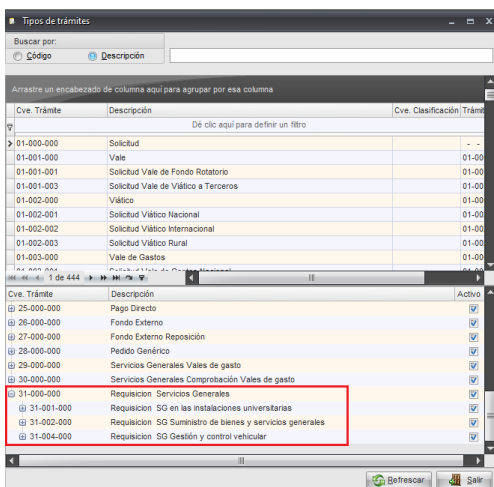 Tipos de trámites
Buscar por:
Código Descripción
Arrastre un encabezado de columna aquí para agrupar por esa columna
Cve. Trámite Descripción Cve. Clasificación Trámit
Dé clic aquí para definir un filtro
01-000-000 Solicitud - -
01-001-000 Vale 01-00
01-001-001 Solicitud Vale de Fondo Rotatorio 01-00
01-001-003 Solicitud Vale de Viático a Terceros 01-00
01-002-000 Viático 01-00
01-002-001 Solicitud Viático Nacional 01-00
01-002-002 Solicitud Viático Internacional 01-00
01-002-003 Solicitud Viático Rural 01-00
01-003-000 Vale de Gastos 01-00
1 de 444
Cve. Trámite Descripción Activo
25-000-000 Pago Directo
26-000-000 Fondo Externo
27-000-000 Fondo Externo Reposición
28-000-000 Pedido Genérico
29-000-000 Servicios Generales Vales de gasto
30-000-000 Servicios Generales Comprobación Vales de gasto
31-000-000 Requisicion Servicios Generales
31-001-000 Requisicion SG en las instalaciones universitarias
31-002-000 Requisicion SG Suministro de bienes y servicios generales
31-004-000 Requisicion SG Gestión y control vehicular
Refrescar Salir